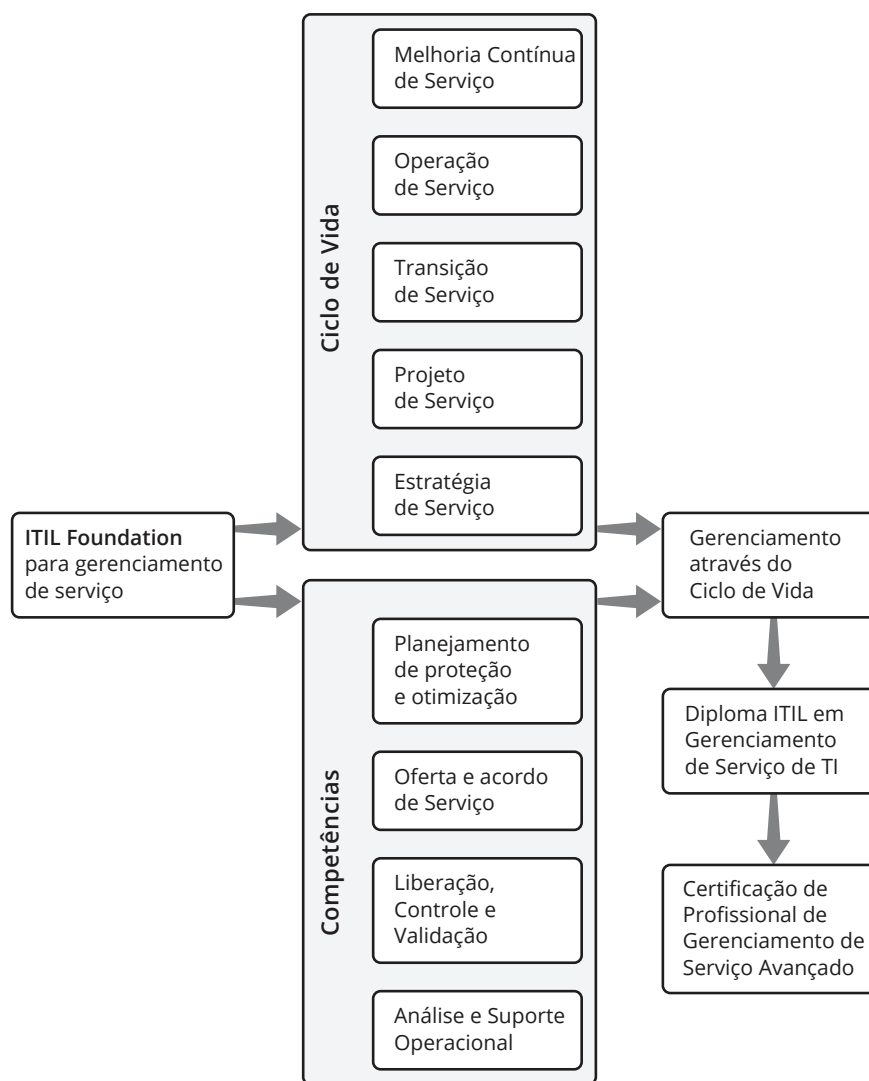 ITIL Foundation
para gerenciamento
de serviço
Ciclo de Vida
Melhoria Contínua
de Serviço
Operação
de Serviço
Transição
de Serviço
Projeto
de Serviço
Estratégia
de Serviço
Competências
Planejamento
de proteção
e otimização
Oferta e acordo
de Serviço
Liberação,
Controle e
Validação
Análise e Suporte
Operacional
Gerenciamento
através do
Ciclo de Vida
Diploma ITIL em
Gerenciamento
de Serviço de TI
Certificação de
Profissional de
Gerenciamento de
Serviço Avançado